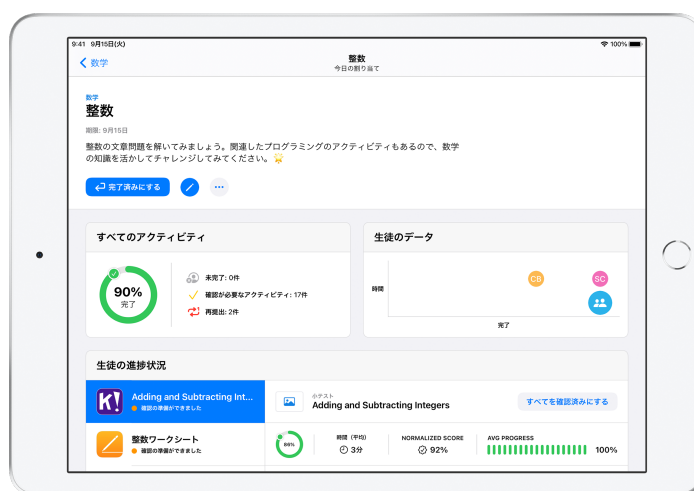 9:41 9月15日(火)
100%
数学
整数
今日の割り当て
数学
整数
期限: 9月15日
整数の文章問題を解いてみましょう。関連したプログラミングのアクティビティもあるので、数学
の知識を活かしてチャレンジしてみてください。
完了済みにする
すべてのアクティビティ
90%
完了
未完了: 0件
確認が必要なアクティビティ: 17件
再提出: 2件
生徒のデータ
時間
CS
SC
完了
生徒の進捗状況
K!
Adding and Subtracting Int...
確認の準備ができました
小テスト
Adding and Subtracting Integers
すべてを確認済みにする
整数ワークシート
確認の準備ができました
86%
時間 (平均)
3分
NORMALIZED SCORE
92%
AVG PROGRESS
100%